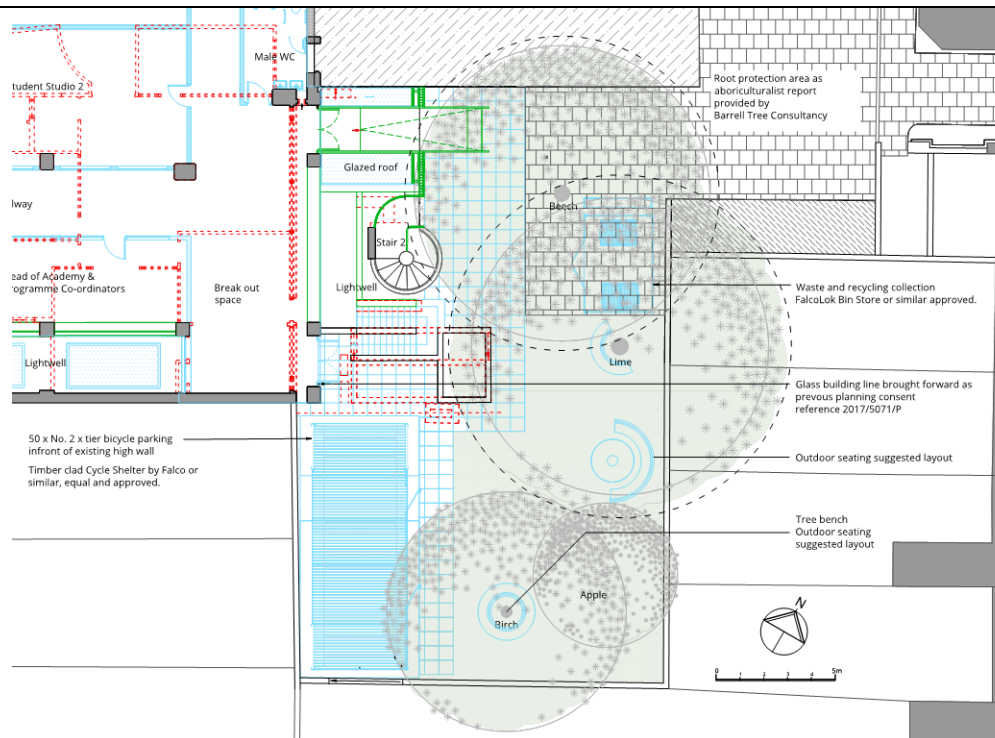 Male WC
tudent Studio 2
Root protection area as
aboriculturalist report
provided by
Barrell Tree Consultancy
Glazed roof
Beech
lway
Stair 2
ead of Academy &
rogramme Co-ordinators
Break out
space
Lightwell
Waste and recycling collection
FalcoLok Bin Store or similar approved.
Lightwell
Lime
Glass building line brought forward as
prevous planning consent
reference 2017/5071/P
50 x No. 2 x tier bicycle parking
infront of existing high wall
Timber clad Cycle Shelter by Falco or
similar, equal and approved.
Outdoor seating suggested layout
Tree bench
Outdoor seating
suggested layout
Apple
Birch
N
0 1 2 3 4 5m